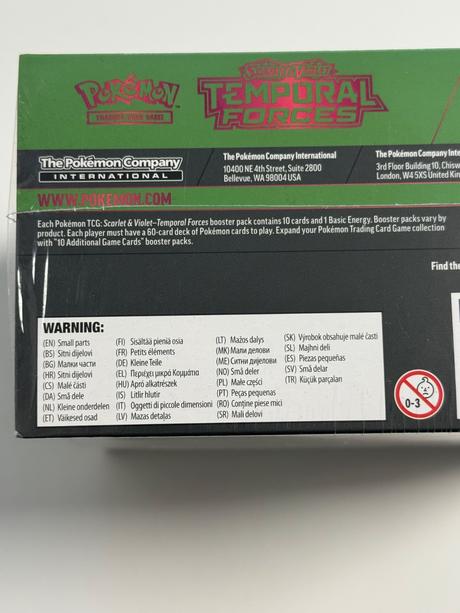 POKÉMON
TRADING CARD GAME
SCARLET & VIOLET
TEMPORAL
FORCES
The Pokémon Company
INTERNATIONAL
WWW.POKEMON.COM
The Pokémon Company International
10400 NE 4th Street, Suite 2800
Bellevue, WA 98004 USA
The Pokémon Company Inte
3rd Floor Building 10, Chisw
London, W4 5XS United Kin
Each Pokémon TCG: Scarlet & Violet–Temporal Forces booster pack contains 10 cards and 1 Basic Energy. Booster packs vary by
product. Each player must have a 60-card deck of Pokémon cards to play. Expand your Pokémon Trading Card Game collection
with "10 Additional Game Cards" booster packs.
Find the
WARNING:
(EN) Small parts
(BS) Sitni dijelovi
(BG) Малки части
(HR) Sitni dijelovi
(CS) Malé části
(DA) Små dele
(NL) Kleine onderdelen
(ET) Väikesed osad
(FI) Sisältää pieniä osia
(FR) Petits éléments
(DE) Kleine Teile
(EL) Περιέχει μικρά Κομμάτια
(HU) Apró alkatrészek
(IS) Litlir hlutir
(IT) Oggetti di piccole dimensioni
(LV) Mazas detaļas
(LT) Mažos dalys
(MK) Мали делови
(ME) Ситни дијелови
(NO) Små deler
(PL) Małe części
(PT) Peças pequenas
(RO) Conține piese mici
(SR) Mali delovi
(SK) Výrobok obsahuje malé časti
(SL) Majhni deli
(ES) Piezas pequeñas
(SV) Små delar
(TR) Küçük parçaları
0-3